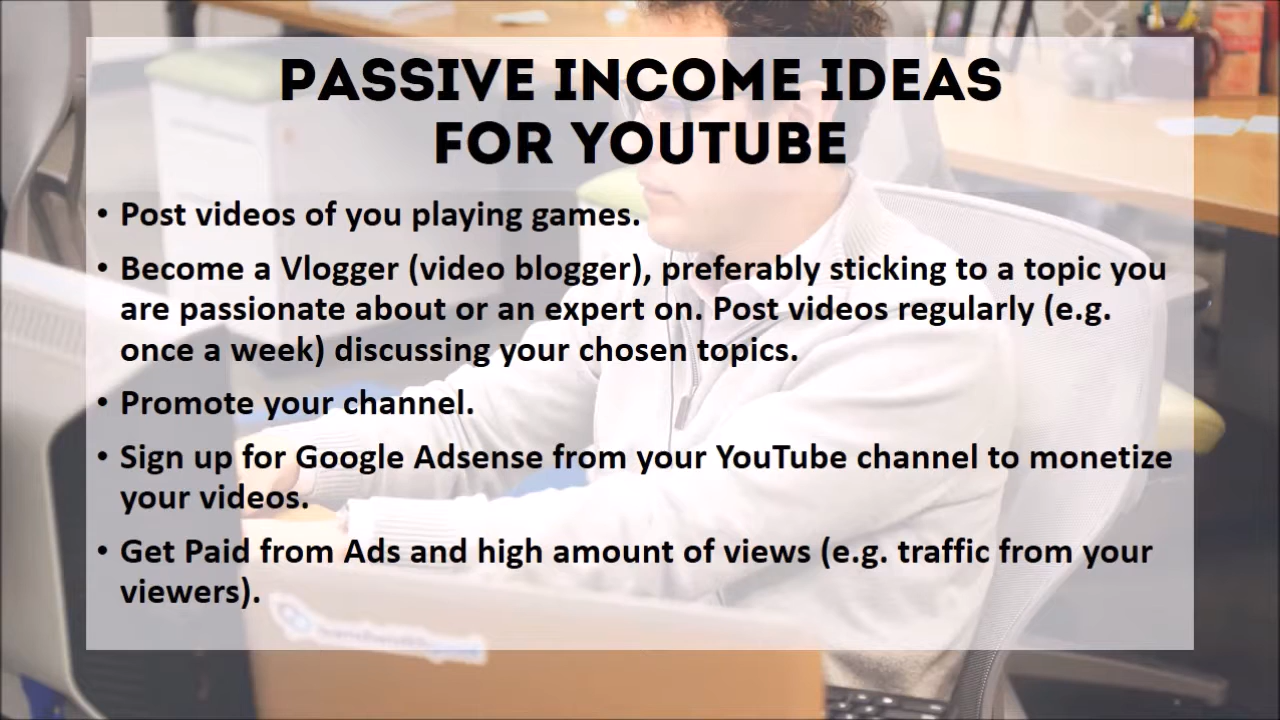 PASSIVE INCOME IDEAS
FOR YOUTUBE
• Post videos of you playing games.
• Become a Vlogger (video blogger), preferably sticking to a topic you
are passionate about or an expert on. Post videos regularly (e.g.
once a week) discussing your chosen topics.
• Promote your channel.
• Sign up for Google Adsense from your YouTube channel to monetize
your videos.
• Get Paid from Ads and high amount of views (e.g. traffic from your
viewers).